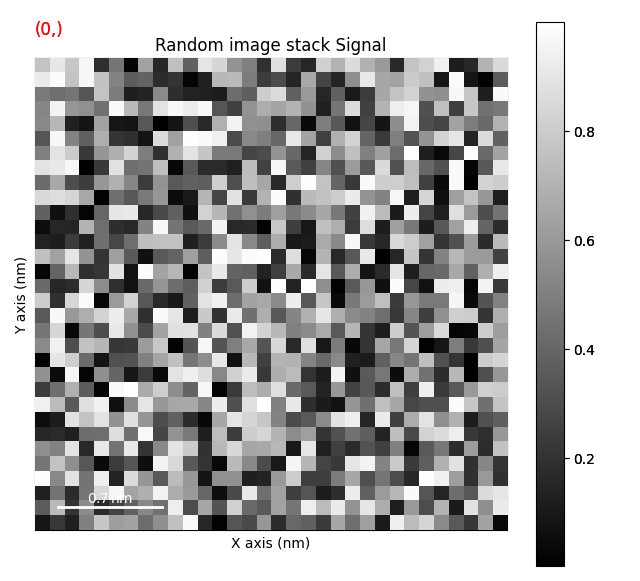 (0,)
Random image stack Signal
0.8
0.6
0.4
0.2
Y axis (nm)
0.7 nm
X axis (nm)